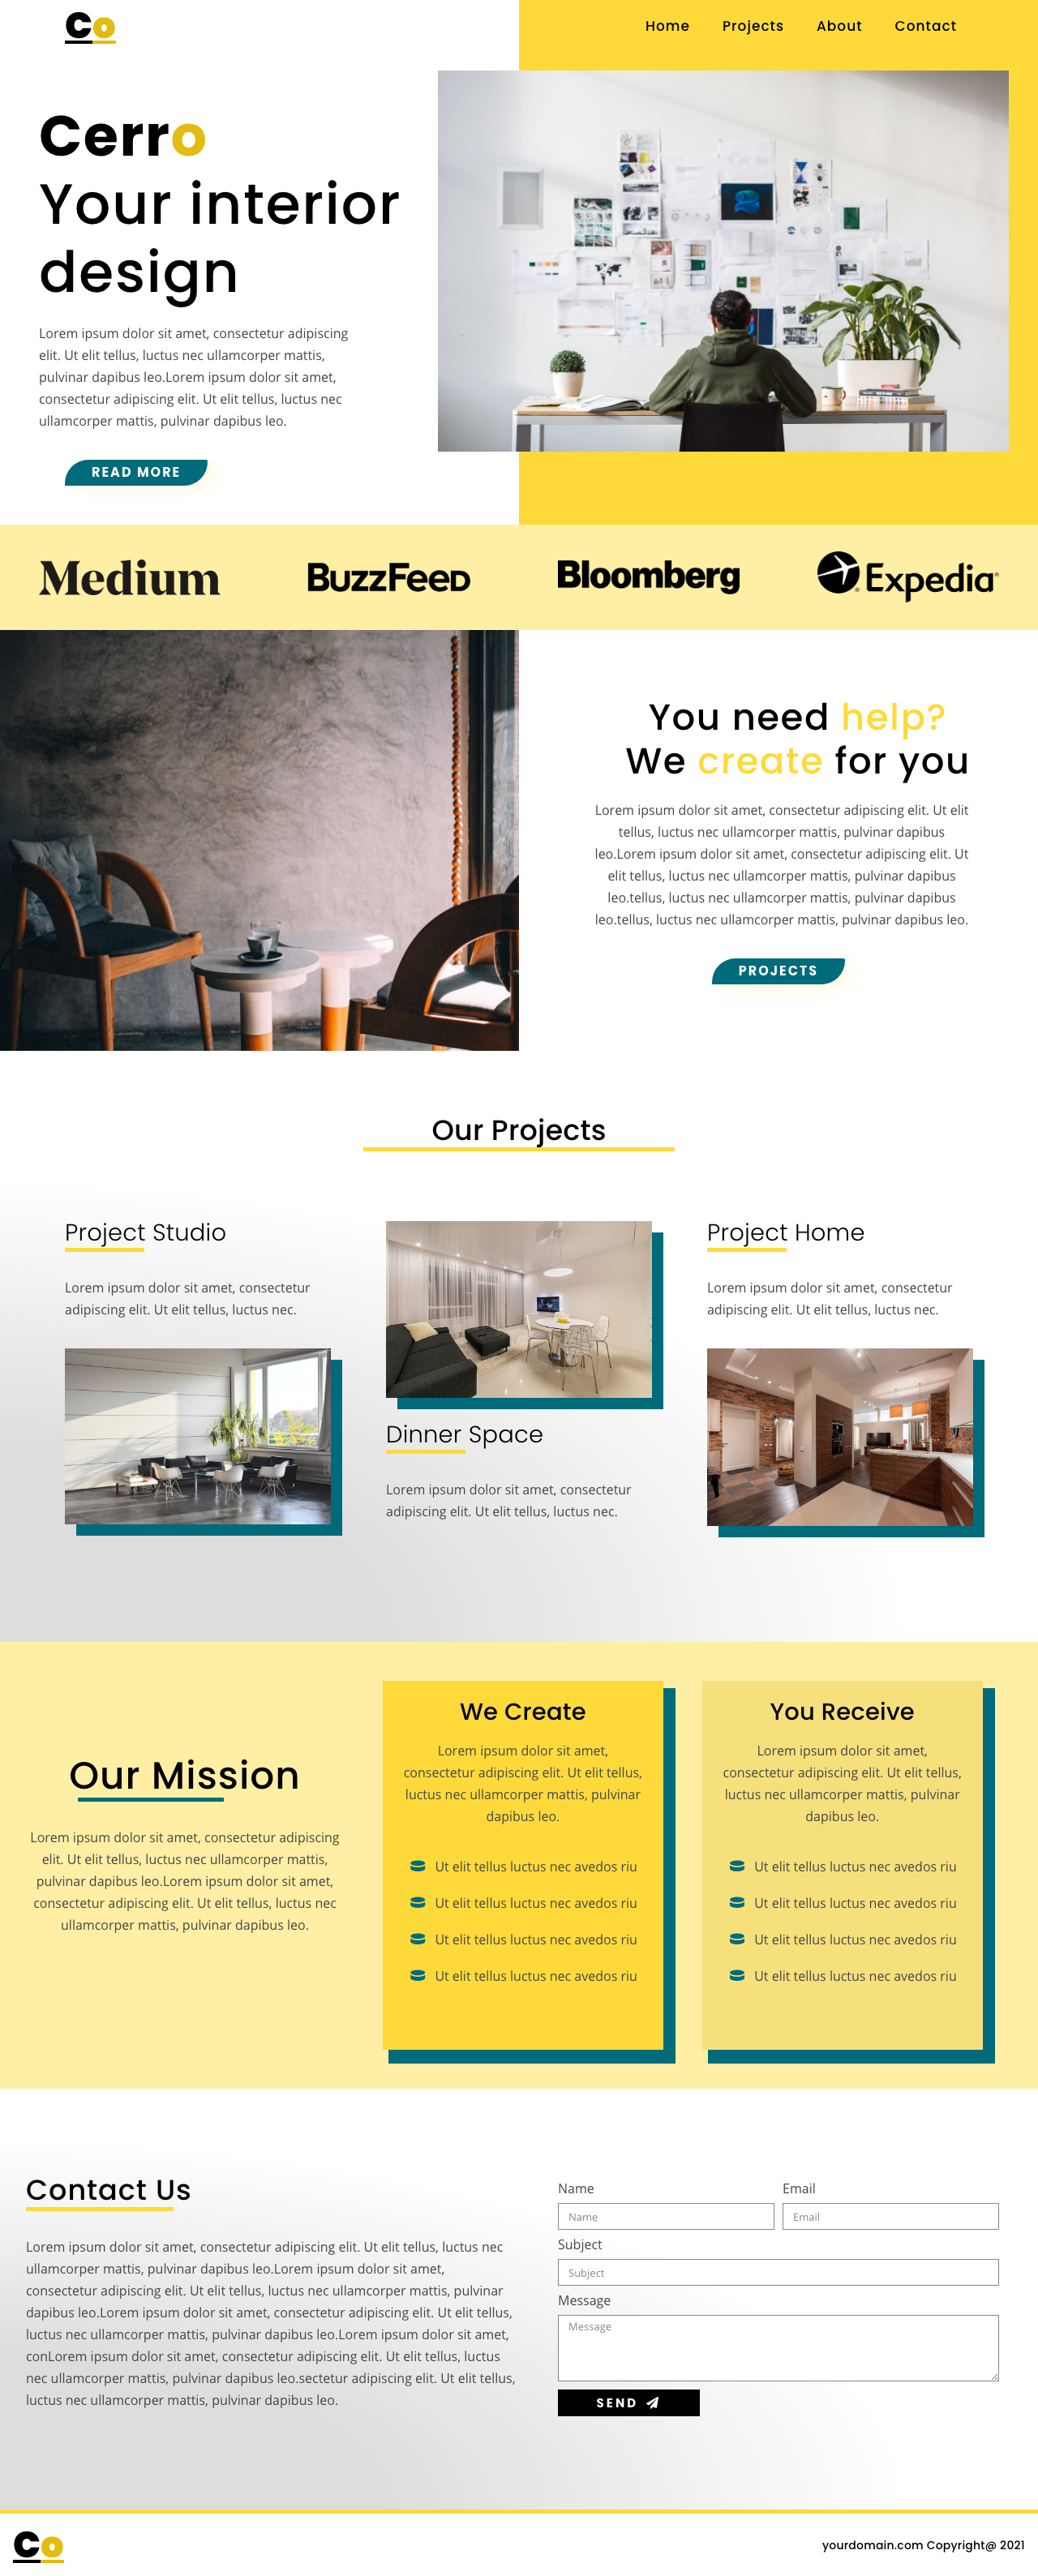 Co
Home Projects About Contact
Cerro
Your interior
design
Lorem ipsum dolor sit amet, consectetur adipiscing
elit. Ut elit tellus, luctus nec ullamcorper mattis,
pulvinar dapibus leo.Lorem ipsum dolor sit amet,
consectetur adipiscing elit. Ut elit tellus, luctus nec
ullamcorper mattis, pulvinar dapibus leo.
READ MORE
Medium BuzzFeed Bloomberg Expedia®
You need help?
We create for you
Lorem ipsum dolor sit amet, consectetur adipiscing elit. Ut elit
tellus, luctus nec ullamcorper mattis, pulvinar dapibus
leo.Lorem ipsum dolor sit amet, consectetur adipiscing elit. Ut
elit tellus, luctus nec ullamcorper mattis, pulvinar dapibus
leo.tellus, luctus nec ullamcorper mattis, pulvinar dapibus
leo.tellus, luctus nec ullamcorper mattis, pulvinar dapibus leo.
PROJECTS
Our Projects
Project Studio
Lorem ipsum dolor sit amet, consectetur
adipiscing elit. Ut elit tellus, luctus nec.
Dinner Space
Lorem ipsum dolor sit amet, consectetur
adipiscing elit. Ut elit tellus, luctus nec.
Project Home
Lorem ipsum dolor sit amet, consectetur
adipiscing elit. Ut elit tellus, luctus nec.
Our Mission
Lorem ipsum dolor sit amet, consectetur adipiscing
elit. Ut elit tellus, luctus nec ullamcorper mattis,
pulvinar dapibus leo.Lorem ipsum dolor sit amet,
consectetur adipiscing elit. Ut elit tellus, luctus nec
ullamcorper mattis, pulvinar dapibus leo.
We Create
Lorem ipsum dolor sit amet,
consectetur adipiscing elit. Ut elit tellus,
luctus nec ullamcorper mattis, pulvinar
dapibus leo.
Ut elit tellus luctus nec avedos riu
Ut elit tellus luctus nec avedos riu
Ut elit tellus luctus nec avedos riu
Ut elit tellus luctus nec avedos riu
You Receive
Lorem ipsum dolor sit amet,
consectetur adipiscing elit. Ut elit tellus,
luctus nec ullamcorper mattis, pulvinar
dapibus leo.
Ut elit tellus luctus nec avedos riu
Ut elit tellus luctus nec avedos riu
Ut elit tellus luctus nec avedos riu
Ut elit tellus luctus nec avedos riu
Contact Us
Lorem ipsum dolor sit amet, consectetur adipiscing elit. Ut elit tellus, luctus nec
ullamcorper mattis, pulvinar dapibus leo.Lorem ipsum dolor sit amet,
consectetur adipiscing elit. Ut elit tellus, luctus nec ullamcorper mattis, pulvinar
dapibus leo.Lorem ipsum dolor sit amet, consectetur adipiscing elit. Ut elit tellus,
luctus nec ullamcorper mattis, pulvinar dapibus leo.Lorem ipsum dolor sit amet,
conLorem ipsum dolor sit amet, consectetur adipiscing elit. Ut elit tellus, luctus
nec ullamcorper mattis, pulvinar dapibus leo.sectetur adipiscing elit. Ut elit tellus,
luctus nec ullamcorper mattis, pulvinar dapibus leo.
Name Email
Name Email
Subject
Subject
Message
Message
SEND
Co
yourdomain.com Copyright@ 2021